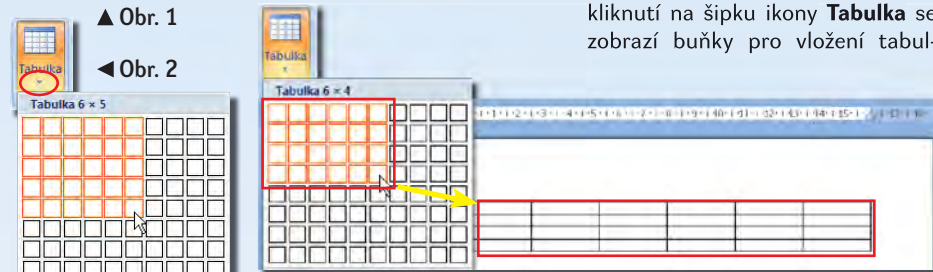 ▲ Obr. 1
◄ Obr. 2
Tabulka
Tabulka 6 × 5
Tabulka
Tabulka 6 × 4
kliknutí na šipku ikony Tabulka se
zobrazí buňky pro vložení tabul-